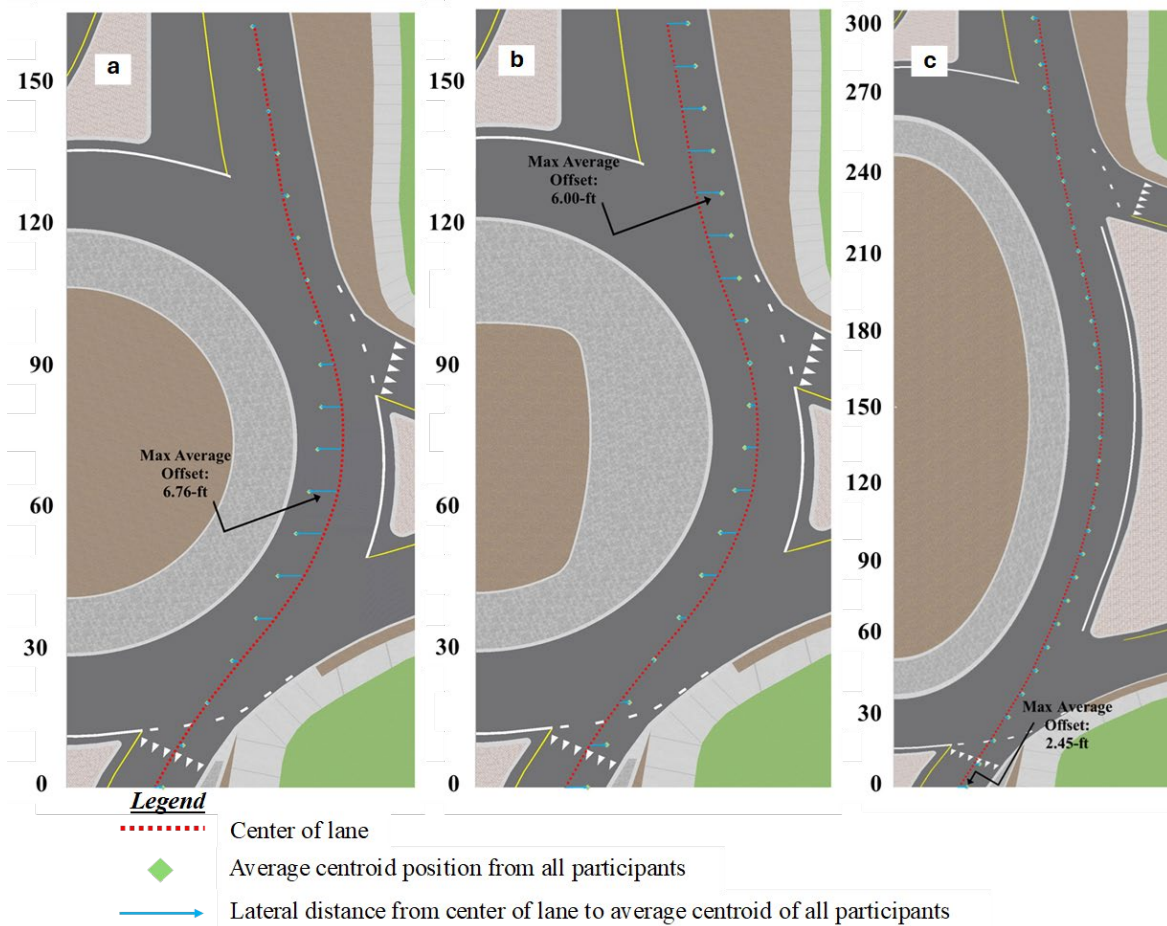 a
150
120
90
60
30
0
Max Average
Offset:
6.76-ft
b
150
120
90
60
30
0
Max Average
Offset:
6.00-ft
c
300
270
240
210
180
150
120
90
60
30
0
Max Average
Offset:
2.45-ft
Legend
Center of lane
Average centroid position from all participants
Lateral distance from center of lane to average centroid of all participants